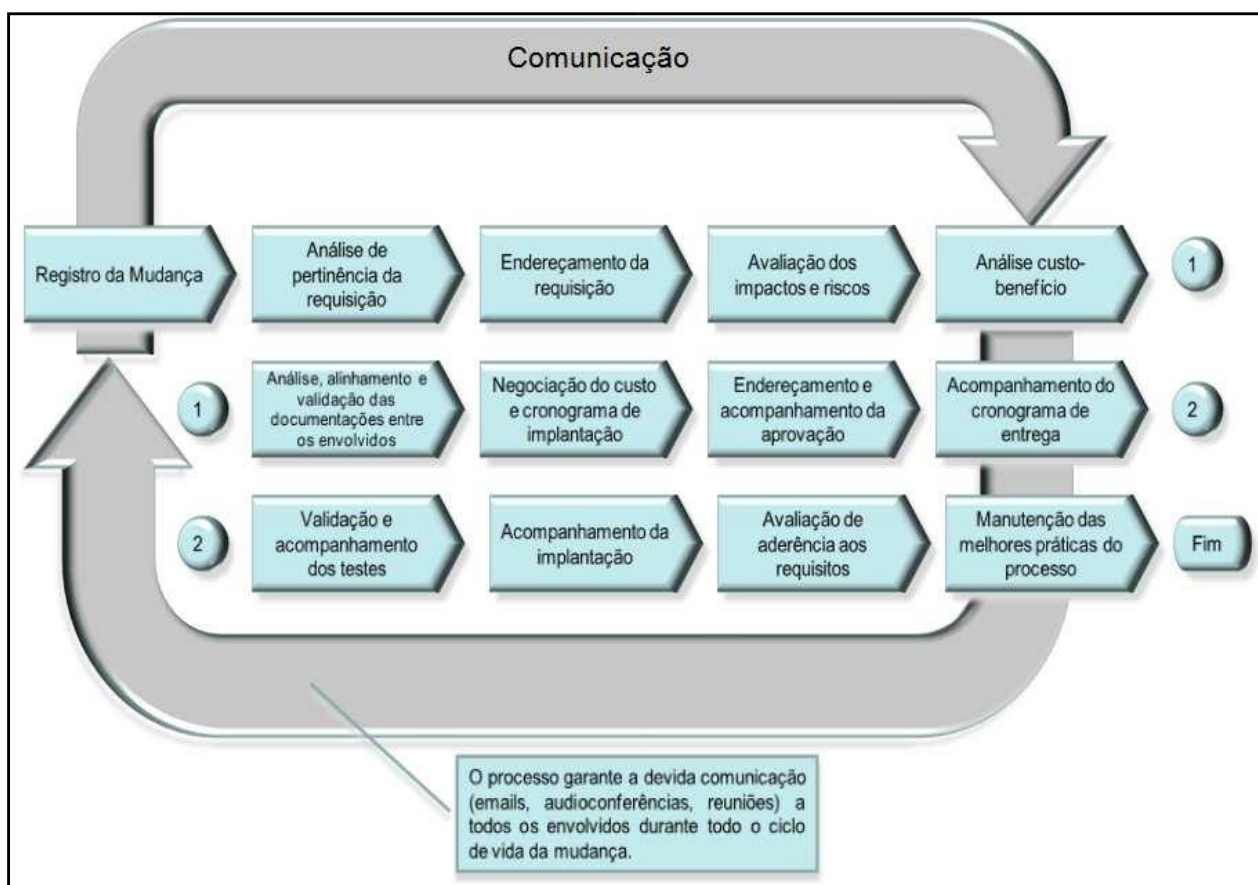 Comunicação
Registro da Mudança
Análise de
pertinência da
requisição
Endereçamento da
requisição
Avaliação dos
impactos e riscos
Análise custo-
benefício
1
1
Análise, alinhamento e
validação das
documentações entre
os envolvidos
Negociação do custo
e cronograma de
implantação
Endereçamento e
acompanhamento da
aprovação
Acompanhamento do
cronograma de
entrega
2
2
Validação e
acompanhamento
dos testes
Acompanhamento da
implantação
Avaliação de
aderência aos
requisitos
Manutenção das
melhores práticas do
processo
Fim
O processo garante a devida comunicação
(emails, audioconferências, reuniões) a
todos os envolvidos durante todo o ciclo
de vida da mudança.